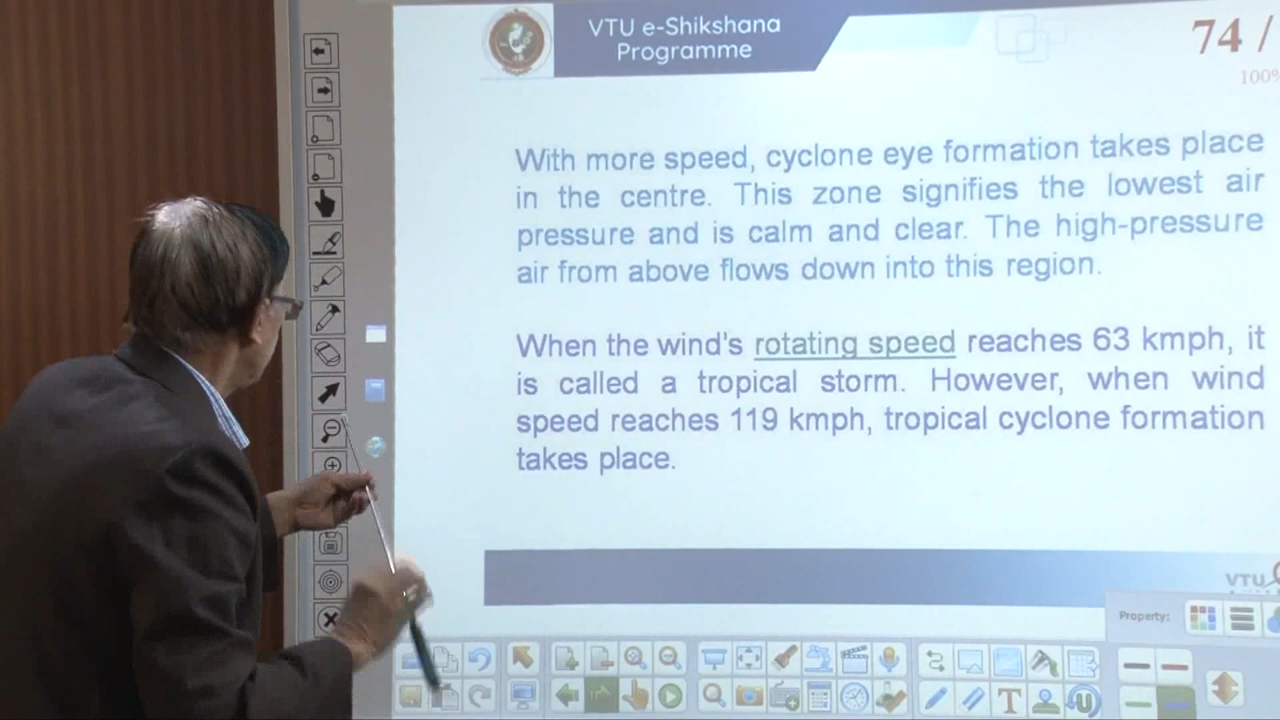 VTU e-Shikshana
Programme
74 /
100%
With more speed, cyclone eye formation takes place
in the centre. This zone signifies the lowest air
pressure and is calm and clear. The high-pressure
air from above flows down into this region.
When the wind's rotating speed reaches 63 kmph, it
is called a tropical storm. However, when wind
speed reaches 119 kmph, tropical cyclone formation
takes place.
VTU
Property: